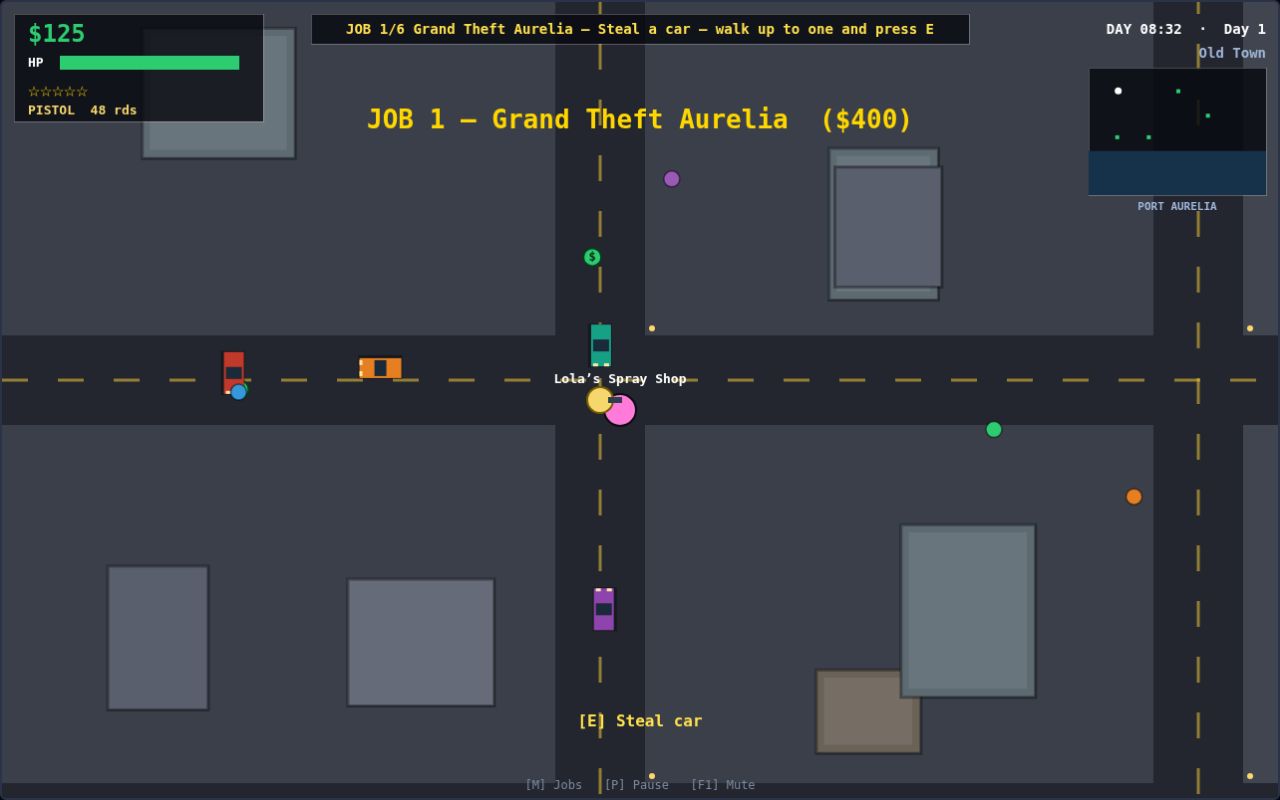 $125
HP
☆☆☆☆☆
PISTOL 48 rds
JOB 1/6 Grand Theft Aurelia — Steal a car — walk up to one and press E
DAY 08:32 · Day 1
Old Town
PORT AURELIA
JOB 1 — Grand Theft Aurelia ($400)
$
Lola's Spray Shop
[E] Steal car
[M] Jobs [P] Pause [F1] Mute